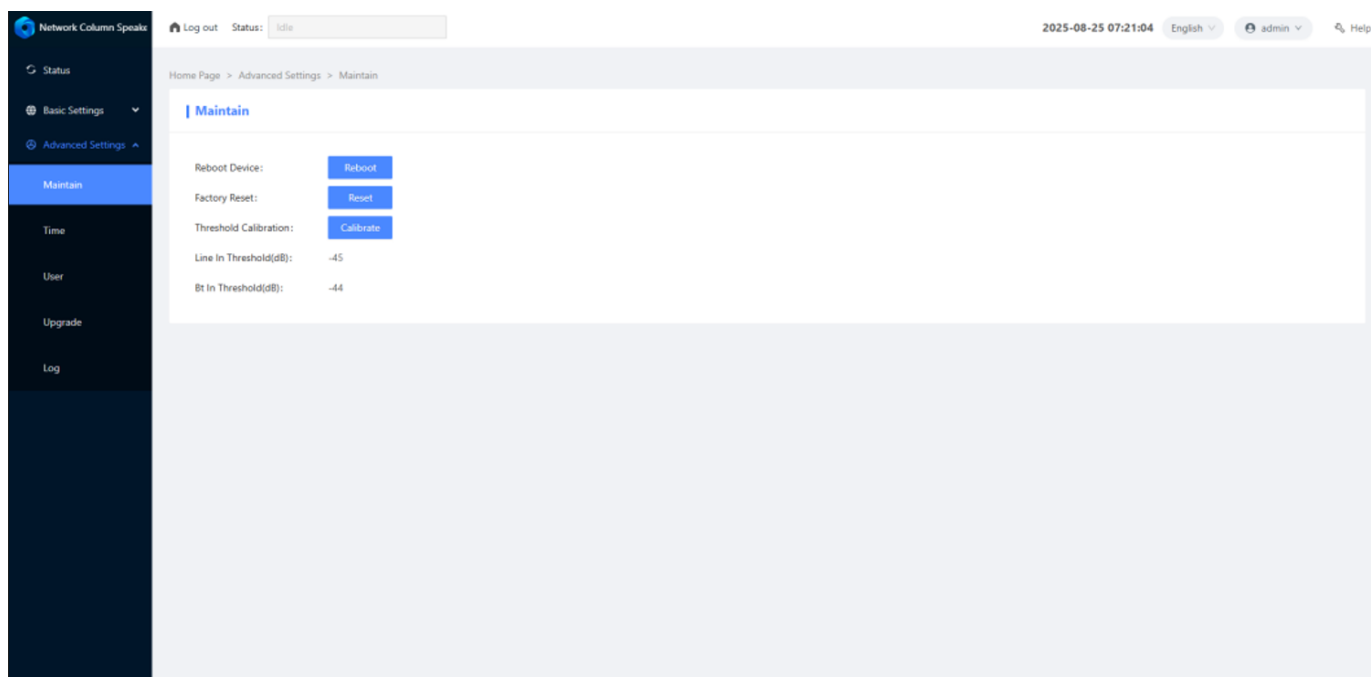 Network Column Speake
Log out Status: Idle
2025-08-25 07:21:04 English admin Help
Status
Basic Settings
Advanced Settings
Maintain
Time
User
Upgrade
Log
Home Page > Advanced Settings > Maintain
Maintain
Reboot Device: Reboot
Factory Reset: Reset
Threshold Calibration: Calibrate
Line In Threshold(dB): -45
Bt In Threshold(dB): -44